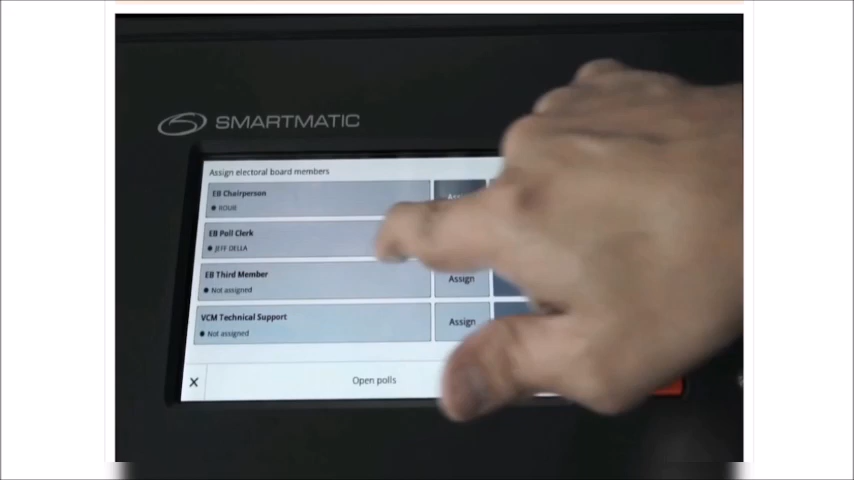 SMARTMATIC
Assign electoral board members
EB Chairperson
ROUIE
EB Poll Clerk
JEFF DELLA
EB Third Member
Not assigned
Assign
VCM Technical Support
Not assigned
Assign
X
Open polls